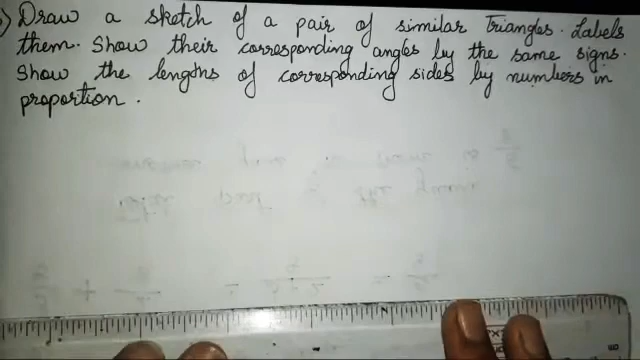 Draw a sketch of a pair of similar Triangles. Labels
them. Show their corresponding angles by the same signs.
Show the lengths of corresponding sides by numbers in
proportion.